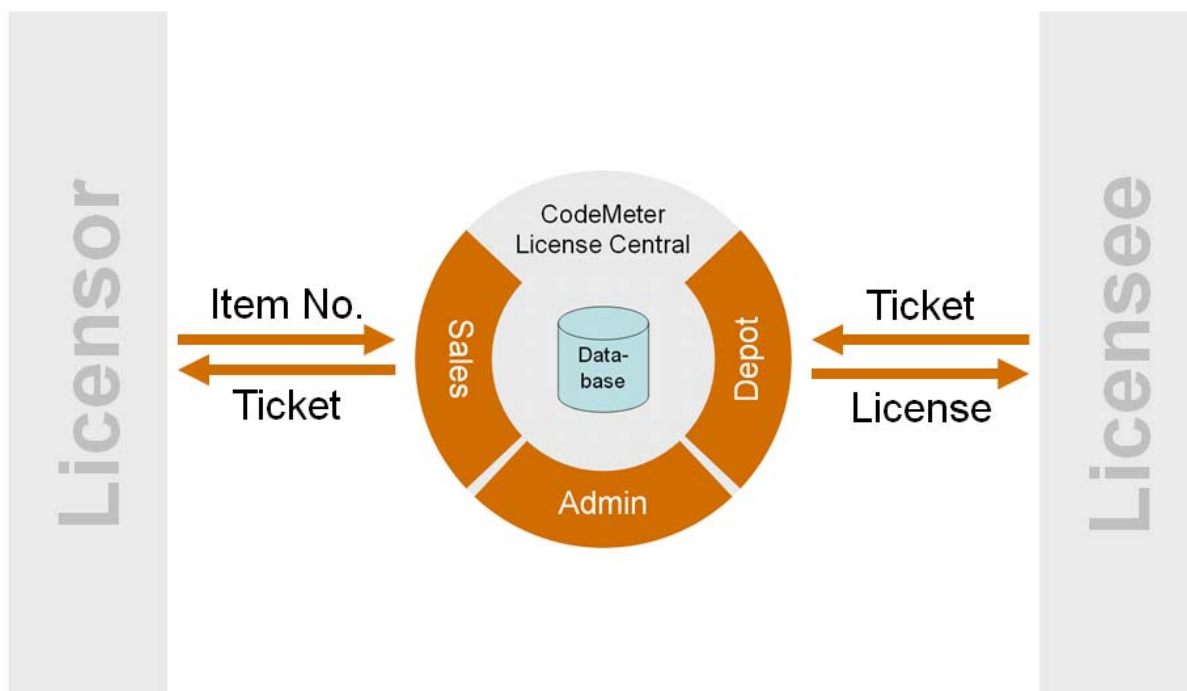 Licensor
Item No.
Ticket
CodeMeter
License Central
Sales
Data-
base
Depot
Admin
Ticket
License
Licensee